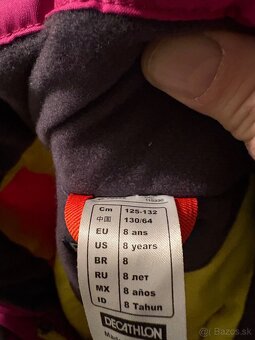 Cm 125-132
中国 130/64
EU 8 ans
US 8 years
BR 8
RU 8 лет
MX 8 años
ID 8 Tahun
DECATHLON
© bazos.sk